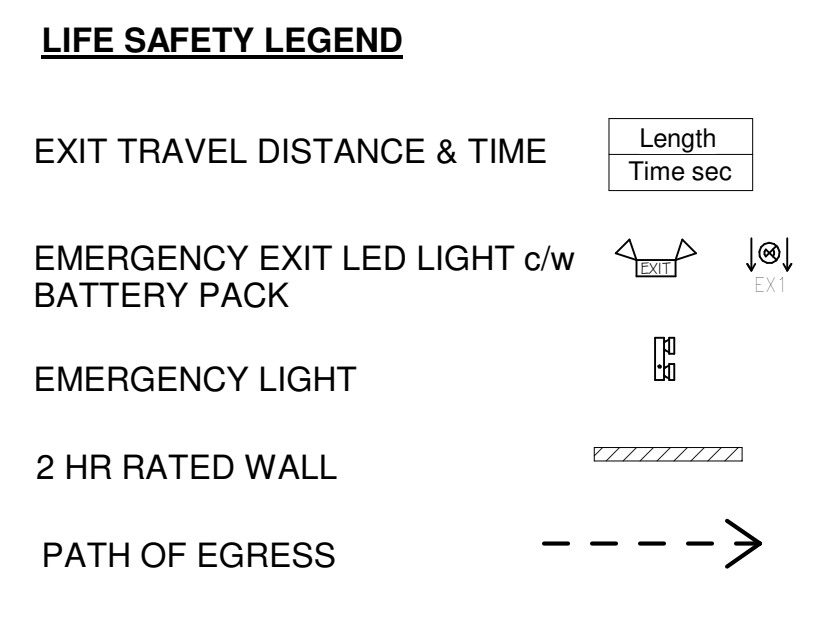 LIFE SAFETY LEGEND
EXIT TRAVEL DISTANCE & TIME
Length
Time sec
EMERGENCY EXIT LED LIGHT c/w
BATTERY PACK
EXIT
EX1
EMERGENCY LIGHT
2 HR RATED WALL
PATH OF EGRESS